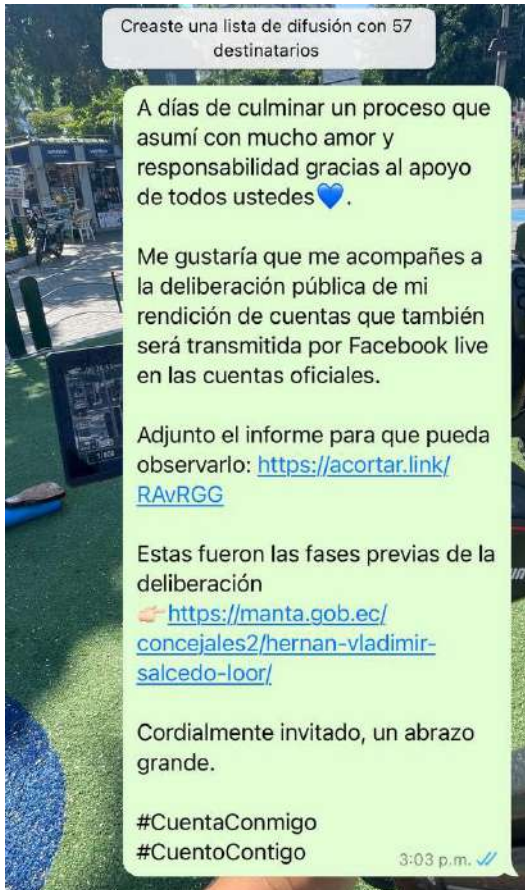 Creaste una lista de difusión con 57
destinatarios
A días de culminar un proceso que
asumí con mucho amor y
responsabilidad gracias al apoyo
de todos ustedes💙.
Me gustaría que me acompañes a
la deliberación pública de mi
rendición de cuentas que también
será transmitida por Facebook live
en las cuentas oficiales.
Adjunto el informe para que pueda
observarlo: https://acortar.link/
RAvRGG
Estas fueron las fases previas de la
deliberación
👉🏻https://manta.gob.ec/
concejales2/hernan-vladimir-
salcedo-loor/
Cordialmente invitado, un abrazo
grande.
#CuentaConmigo
#CuentoContigo
3:03 p.m.